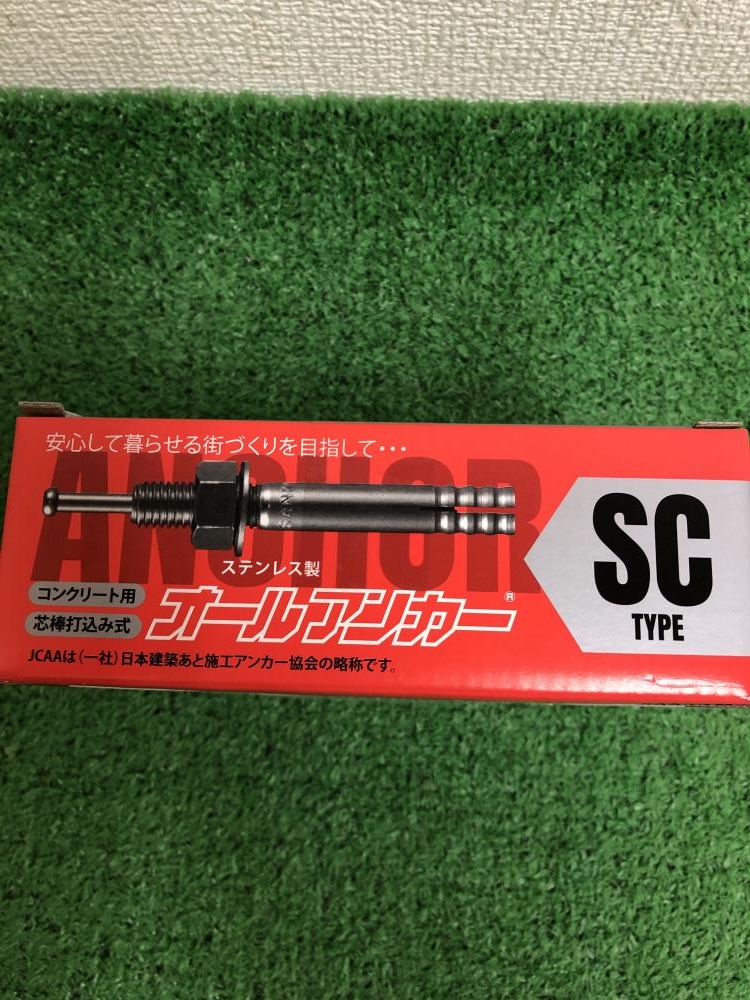 安心して暮らせる街づくりを目指して・・・
ANCHOR
SANK
ステンレス製
コンクリート用
芯棒打込み式
オールアンカー®
JCAAは(一社)日本建築あと施工アンカー協会の略称です。
SC
TYPE